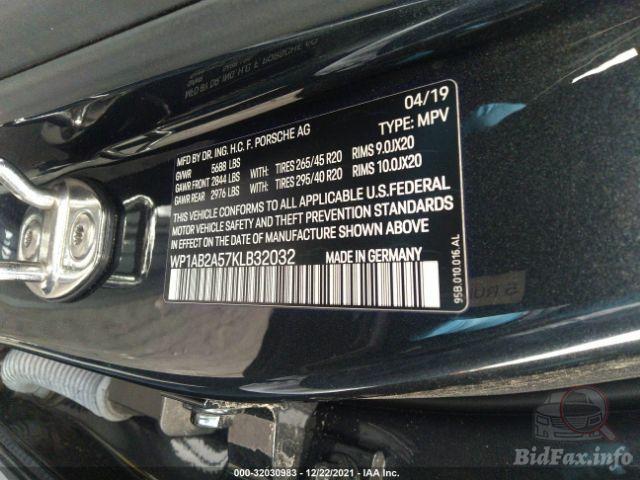 04/19
MFD BY DR. ING. H.C. F. PORSCHE AG
TYPE: MPV
GVWR 5688 LBS
GAWR FRONT 2844 LBS WITH: TIRES 265/45 R20 RIMS 9.0JX20
GAWR REAR 2976 LBS WITH: TIRES 295/40 R20 RIMS 10.0JX20
THIS VEHICLE CONFORMS TO ALL APPLICABLE U.S.FEDERAL
MOTOR VEHICLE SAFETY AND THEFT PREVENTION STANDARDS
IN EFFECT ON THE DATE OF MANUFACTURE SHOWN ABOVE
WP1AB2A57KLB32032 MADE IN GERMANY
95B.010.016.AL
000-32030983 - 12/22/2021 - IAA Inc.
BidFax.info